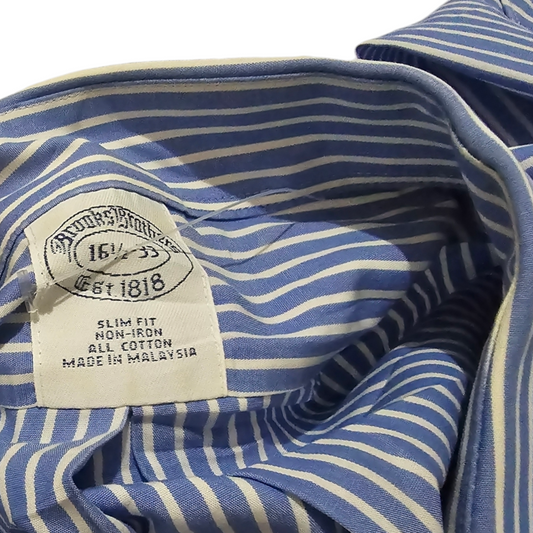 Brooks Brothers
16½-33
Est 1818
SLIM FIT
NON-IRON
ALL COTTON
MADE IN MALAYSIA